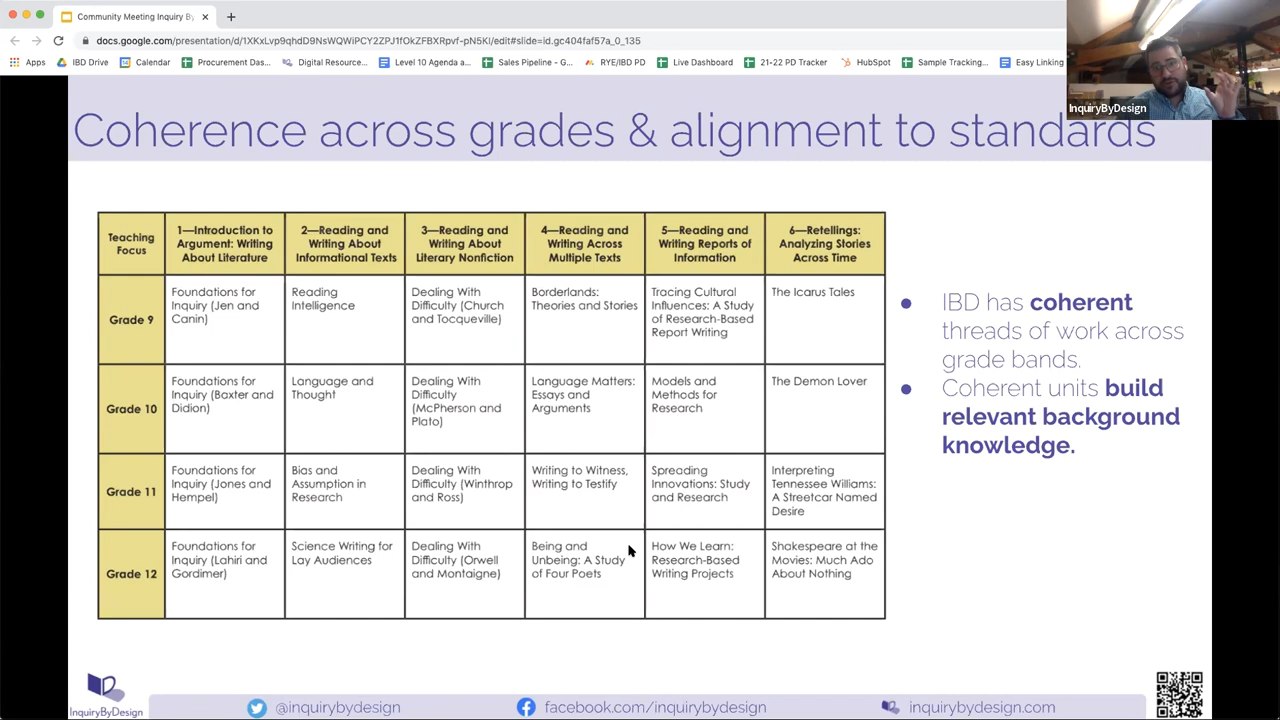 Community Meeting Inquiry By
docs.google.com/presentation/d/1XKxLvp9qhdD9NsWQWiPCY2ZPJ1fOkZFBXRpvf-pN5KI/edit#slide=id.gc404faf57a_0_135
Apps IBD Drive Calendar Procurement Das... Digital Resource... Level 10 Agenda a... Sales Pipeline - G... RYE/IBD PD Live Dashboard 21-22 PD Tracker HubSpot Sample Tracking... Easy Linking
InquiryByDesign
Coherence across grades & alignment to standards
Teaching
Focus
1—Introduction to
Argument: Writing
About Literature
2—Reading and
Writing About
Informational Texts
3—Reading and
Writing About
Literary Nonfiction
4—Reading and
Writing Across
Multiple Texts
5—Reading and
Writing Reports of
Information
6—Retellings:
Analyzing Stories
Across Time
Grade 9
Foundations for
Inquiry (Jen and
Canin)
Reading
Intelligence
Dealing With
Difficulty (Church
and Tocqueville)
Borderlands:
Theories and Stories
Tracing Cultural
Influences: A Study
of Research-Based
Report Writing
The Icarus Tales
Grade 10
Foundations for
Inquiry (Baxter and
Didion)
Language and
Thought
Dealing With
Difficulty
(McPherson and
Plato)
Language Matters:
Essays and
Arguments
Models and
Methods for
Research
The Demon Lover
Grade 11
Foundations for
Inquiry (Jones and
Hempel)
Bias and
Assumption in
Research
Dealing With
Difficulty (Winthrop
and Ross)
Writing to Witness,
Writing to Testify
Spreading
Innovations: Study
and Research
Interpreting
Tennessee Williams:
A Streetcar Named
Desire
Grade 12
Foundations for
Inquiry (Lahiri and
Gordimer)
Science Writing for
Lay Audiences
Dealing With
Difficulty (Orwell
and Montaigne)
Being and
Unbeing: A Study
of Four Poets
How We Learn:
Research-Based
Writing Projects
Shakespeare at the
Movies: Much Ado
About Nothing
● IBD has coherent
threads of work across
grade bands.
● Coherent units build
relevant background
knowledge.
InquiryByDesign
@inquirybydesign
facebook.com/inquirybydesign
inquirybydesign.com